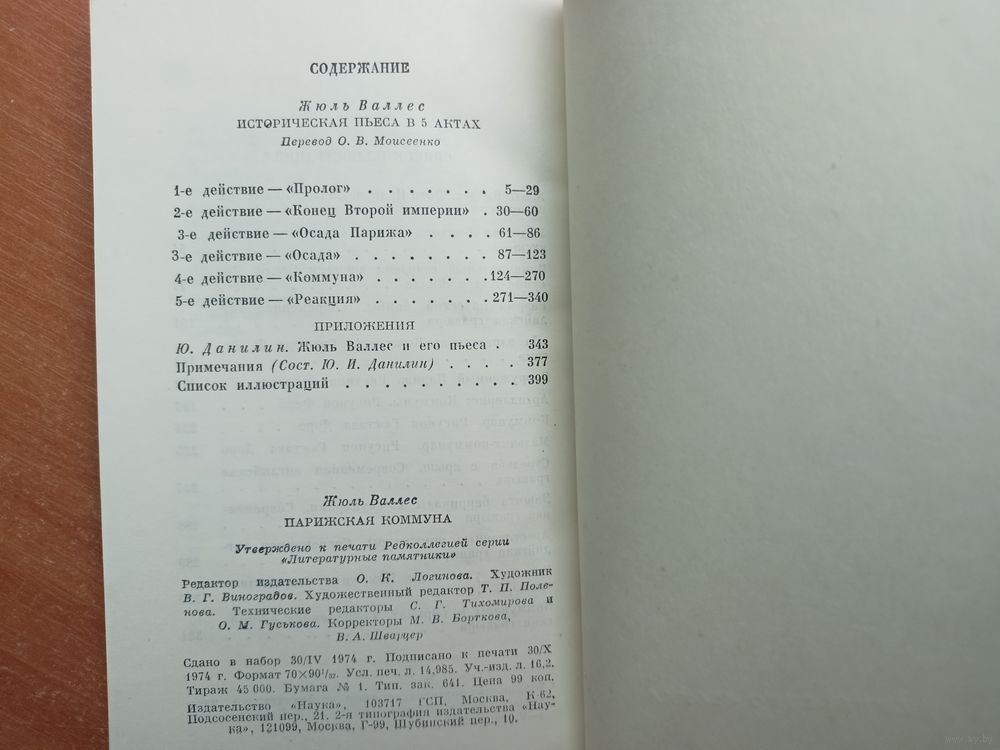 СОДЕРЖАНИЕ
Жюль Валлес
ИСТОРИЧЕСКАЯ ПЬЕСА В 5 АКТАХ
Перевод О. В. Моисеенко
1-е действие — «Пролог» . . . . . . . 5—29
2-е действие — «Конец Второй империи» . 30—60
3-е действие — «Осада Парижа» . . . . 61—86
3-е действие — «Осада» . . . . . . . 87—123
4-е действие — «Коммуна» . . . . . . 124—270
5-е действие — «Реакция» . . . . . . 271—340
ПРИЛОЖЕНИЯ
Ю. Данилин. Жюль Валлес и его пьеса . 343
Примечания (Сост. Ю. И. Данилин) . . . . 377
Список иллюстраций . . . . . . . . . . 399
Жюль Валлес
ПАРИЖСКАЯ КОММУНА
Утверждено к печати Редколлегией серии
«Литературные памятники»
Редактор издательства О. К. Логинова. Художник
В. Г. Виноградов. Художественный редактор Т. П. Поле-
нова. Технические редакторы С. Г. Тихомирова и
О. М. Гуськова. Корректоры М. В. Борткова,
В. А. Шварцер
Сдано в набор 30/IV 1974 г. Подписано к печати 30/X
1974 г. Формат 70×90¹/₃₂. Усл. печ. л. 14,985. Уч.-изд. л. 16,2.
Тираж 45 000. Бумага № 1. Тип. зак. 641. Цена 99 коп.
Издательство «Наука», 103717 ГСП, Москва, К-62,
Подсосенский пер., 21. 2-я типография издательства «Нау-
ка», 121099, Москва, Г-99, Шубинский пер., 10.